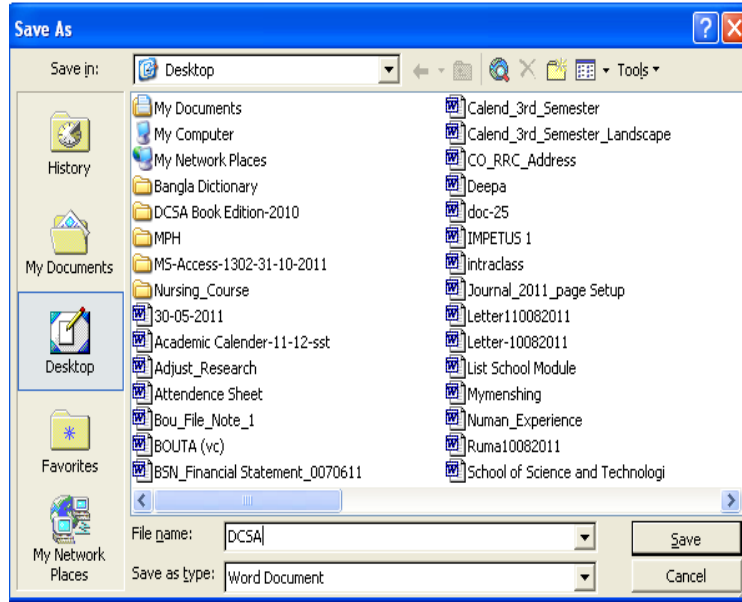 Save As
Save in:
Desktop
Tools
History
My Documents
Desktop
Favorites
My Network
Places
My Documents
My Computer
My Network Places
Bangla Dictionary
DCSA Book Edition-2010
MPH
MS-Access-1302-31-10-2011
Nursing_Course
30-05-2011
Academic Calender-11-12-sst
Adjust_Research
Attendence Sheet
Bou_File_Note_1
BOUTA (vc)
BSN_Financial Statement_0070611
Calend_3rd_Semester
Calend_3rd_Semester_Landscape
CO_RRC_Address
Deepa
doc-25
IMPETUS 1
intraclass
Journal_2011_page Setup
Letter110082011
Letter-10082011
List School Module
Mymenshing
Numan_Experience
Ruma10082011
School of Science and Technologi
File name:
DCSA
Save
Save as type:
Word Document
Cancel